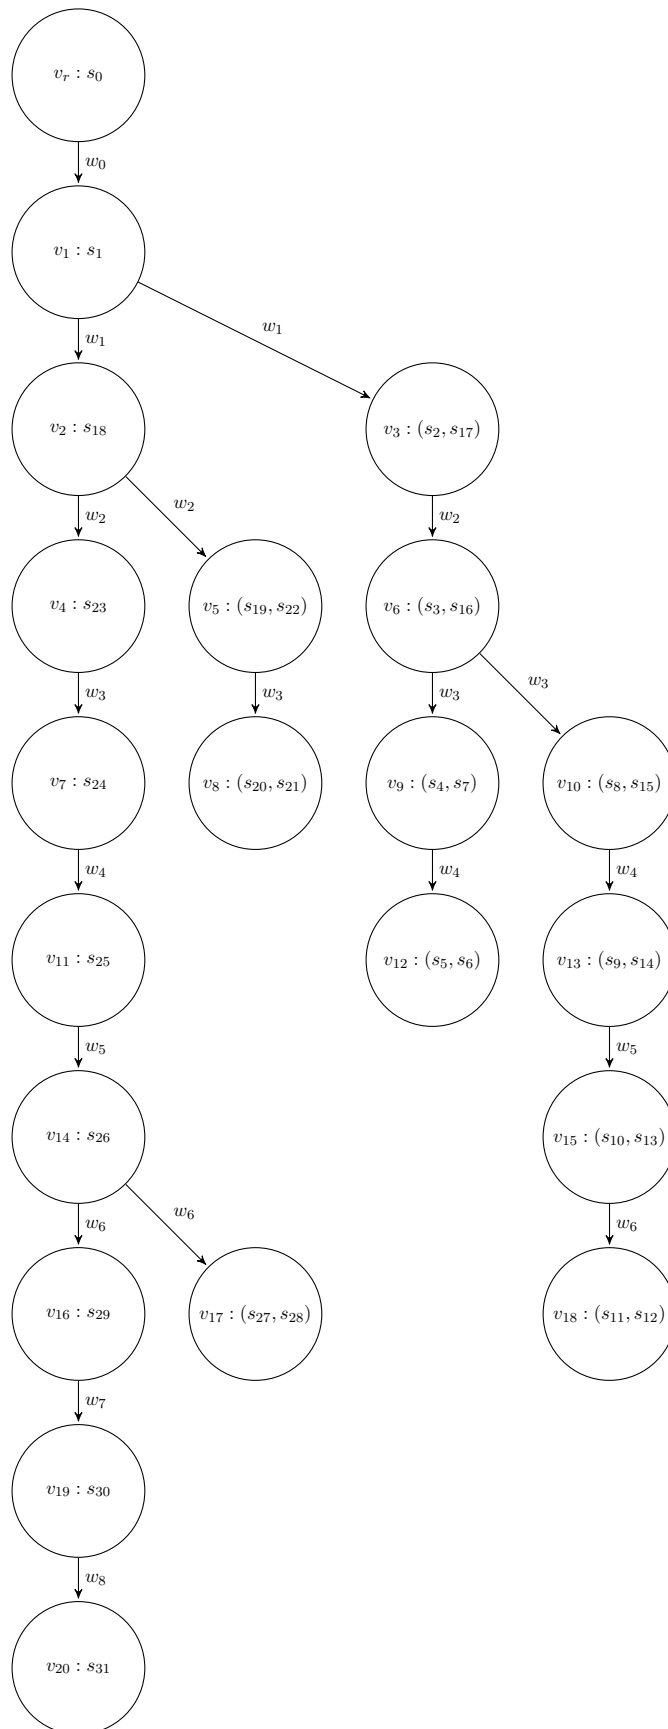 v_r : s_0
w_0
v_1 : s_1
w_1
w_1
v_2 : s_18
v_3 : (s_2, s_17)
w_2
w_2
w_2
v_4 : s_23
v_5 : (s_19, s_22)
v_6 : (s_3, s_16)
w_3
w_3
w_3
w_3
v_7 : s_24
v_8 : (s_20, s_21)
v_9 : (s_4, s_7)
v_10 : (s_8, s_15)
w_4
w_4
w_4
v_11 : s_25
v_12 : (s_5, s_6)
v_13 : (s_9, s_14)
w_5
w_5
v_14 : s_26
v_15 : (s_10, s_13)
w_6
w_6
w_6
v_16 : s_29
v_17 : (s_27, s_28)
v_18 : (s_11, s_12)
w_7
v_19 : s_30
w_8
v_20 : s_31